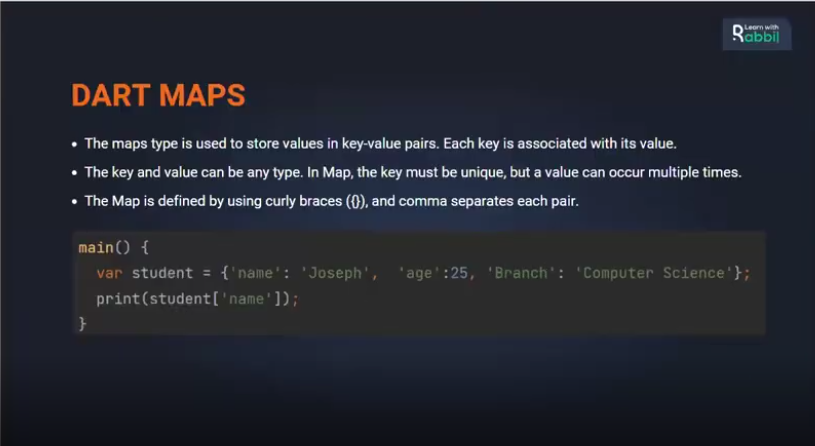 Learn with
Rabbil
DART MAPS
• The maps type is used to store values in key-value pairs. Each key is associated with its value.
• The key and value can be any type. In Map, the key must be unique, but a value can occur multiple times.
• The Map is defined by using curly braces ({}), and comma separates each pair.
main() {
  var student = {'name': 'Joseph',  'age':25, 'Branch': 'Computer Science'};
  print(student['name']);
}